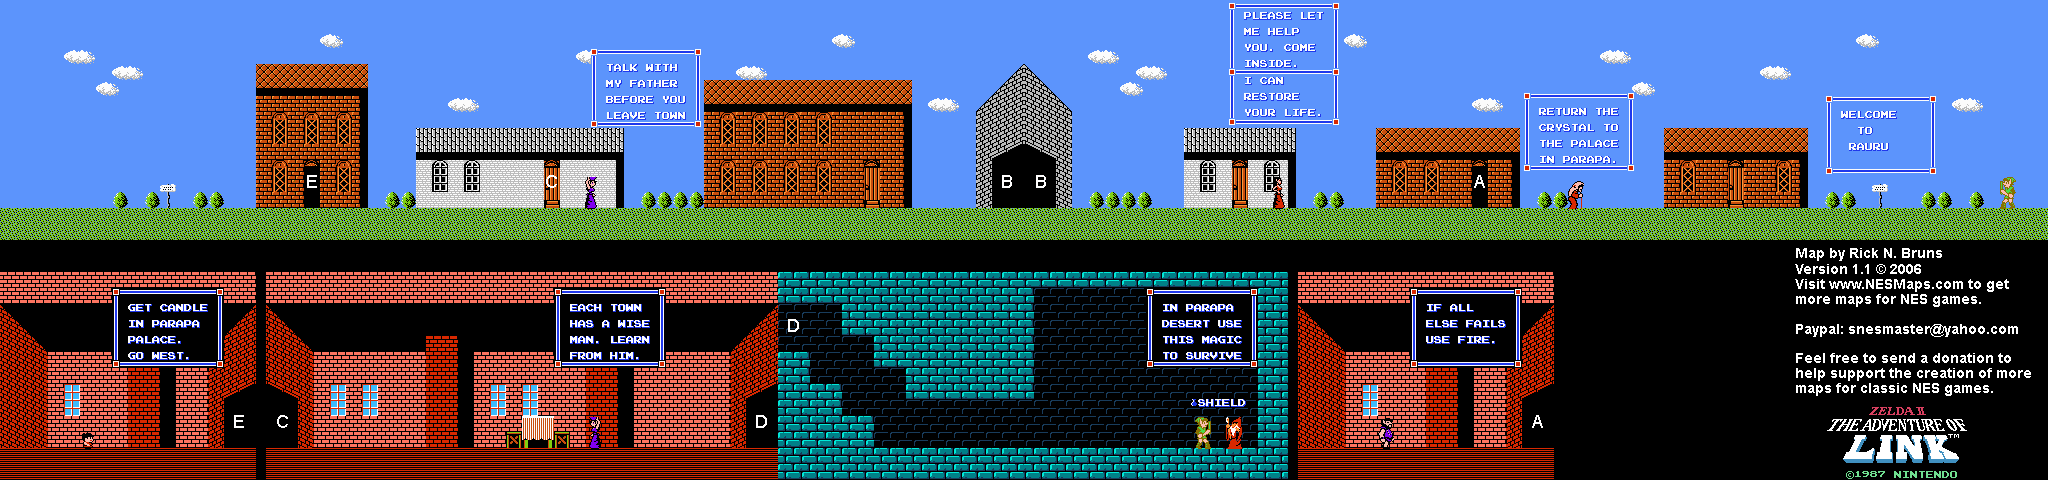 PLEASE LET
ME HELP
YOU. COME
INSIDE.
I CAN
RESTORE
YOUR LIFE.
TALK WITH
MY FATHER
BEFORE YOU
LEAVE TOWN
RETURN THE
CRYSTAL TO
THE PALACE
IN PARAPA.
WELCOME
TO
RAURU
E
C
B B
A
GET CANDLE
IN PARAPA
PALACE.
GO WEST.
E
C
EACH TOWN
HAS A WISE
MAN. LEARN
FROM HIM.
D
D
IN PARAPA
DESERT USE
THIS MAGIC
TO SURVIVE
SHIELD
IF ALL
ELSE FAILS
USE FIRE.
A
Map by Rick N. Bruns
Version 1.1 © 2006
Visit www.NESMaps.com to get
more maps for NES games.
Paypal: snesmaster@yahoo.com
Feel free to send a donation to
help support the creation of more
maps for classic NES games.
ZELDA II
THE ADVENTURE OF
LINK™
©1987 NINTENDO